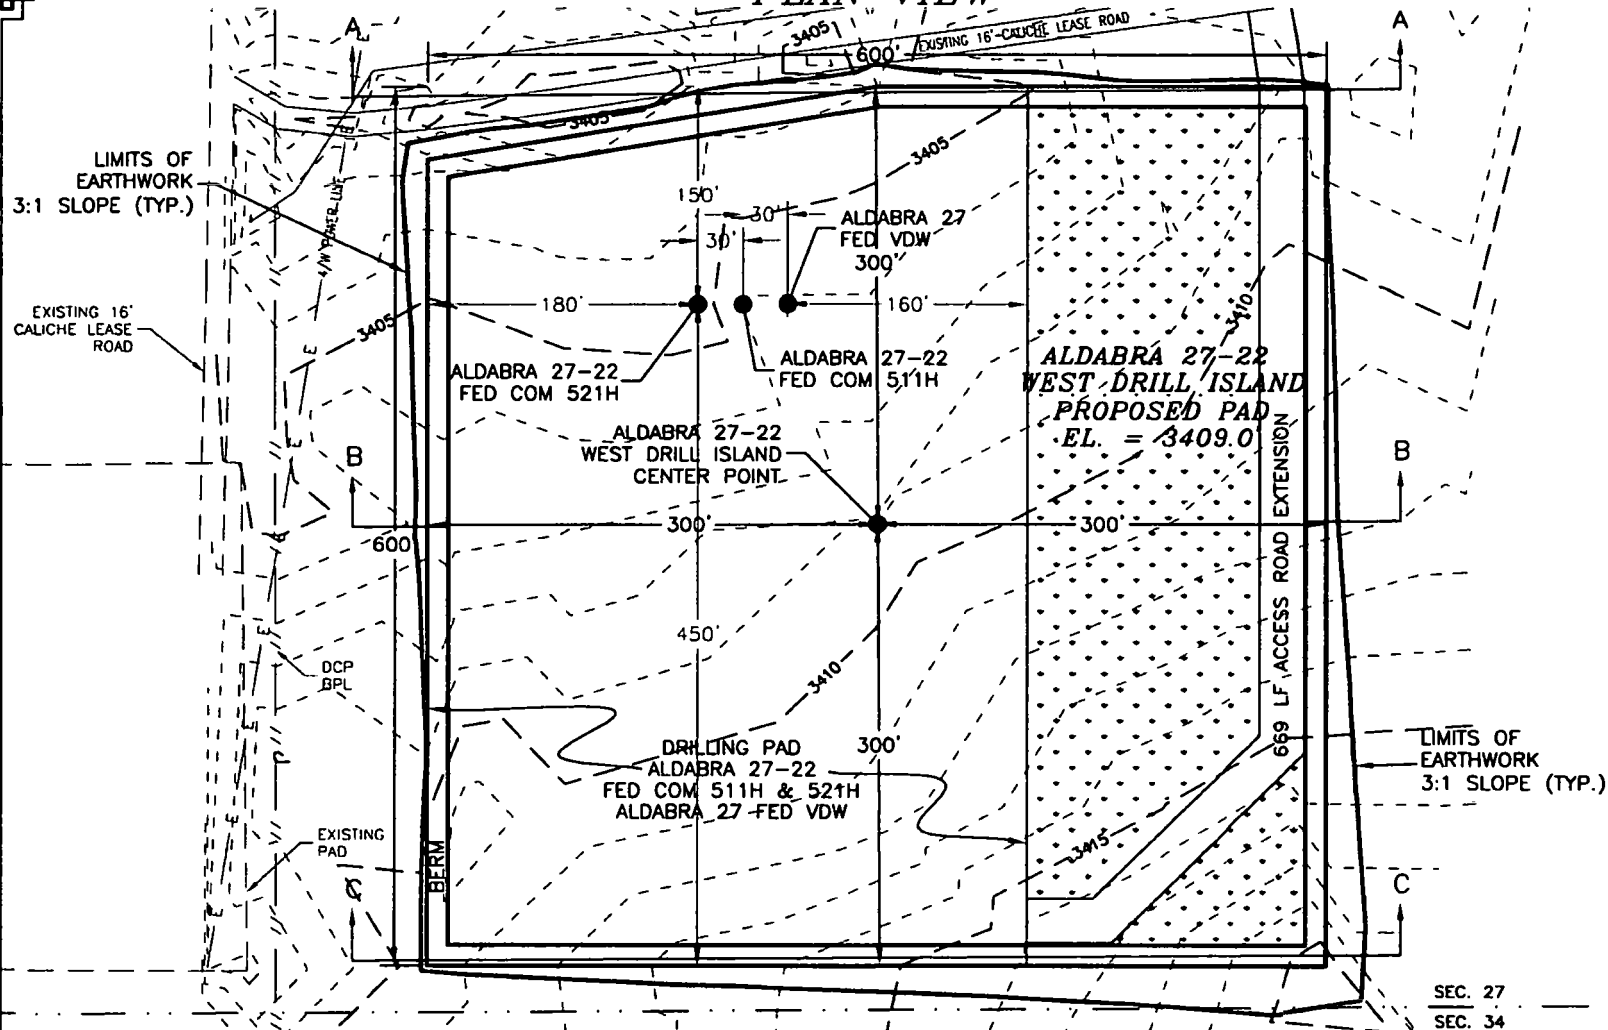 PLAN VIEW
A
A
3405
EXISTING 16' CALICHE LEASE ROAD
600'
3405
LIMITS OF
EARTHWORK
3:1 SLOPE (TYP.)
E
E
3405
150'
30'
30'
ALDABRA 27
FED VDW
300'
180'
160'
EXISTING 16'
CALICHE LEASE
ROAD
3405
3410
E
ALDABRA 27-22
FED COM 521H
ALDABRA 27-22
FED COM 511H
ALDABRA 27-22
WEST DRILL ISLAND
PROPOSED PAD
EL. = 3409.0
ALDABRA 27-22
WEST DRILL ISLAND
CENTER POINT
E
B
B
300'
300'
600'
669 LF ACCESS ROAD EXTENSION
450'
E
DCP
BPL
3410
300'
DRILLING PAD
ALDABRA 27-22
FED COM 511H & 521H
ALDABRA 27 FED VDW
LIMITS OF
EARTHWORK
3:1 SLOPE (TYP.)
E
P
EXISTING
PAD
BERM
3415
C
C
E
SEC. 27
SEC. 34